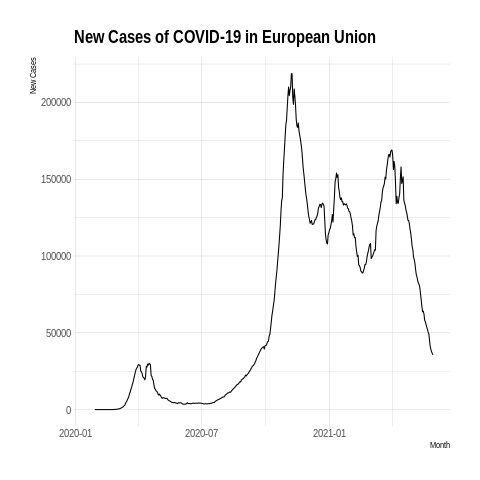 New Cases of COVID-19 in European Union
New Cases
200000
150000
100000
50000
0
2020-01 2020-07 2021-01
Month